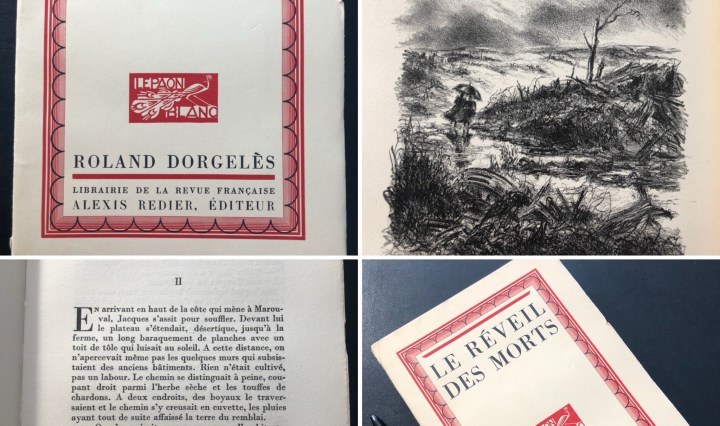 LE PAON
BLANC
ROLAND DORGELÈS
LIBRAIRIE DE LA REVUE FRANÇAISE
ALEXIS REDIER, ÉDITEUR
II
EN arrivant en haut de la côte qui mène à Marou-
val, Jacques s'assit pour souffler. Devant lui
le plateau s'étendait, désertique, jusqu'à la
ferme, un long baraquement de planches avec un
toit de tôle qui luisait au soleil. A cette distance, on
n'apercevait même pas les quelques murs qui subsis-
taient des anciens bâtiments. Rien n'était cultivé,
pas un labour. Le chemin se distinguait à peine, cou-
pant droit parmi l'herbe sèche et les touffes de
chardons. A deux endroits, des boyaux le traver-
saient et le chemin s'y creusait en cuvette, les pluies
ayant tout de suite affaissé la terre du remblai.
LE RÉVEIL
DES MORTS
LE PAON
BLANC